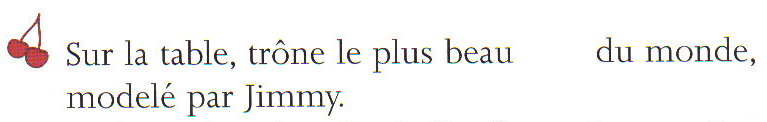 Sur la table, trône le plus beau du monde,
modelé par Jimmy.